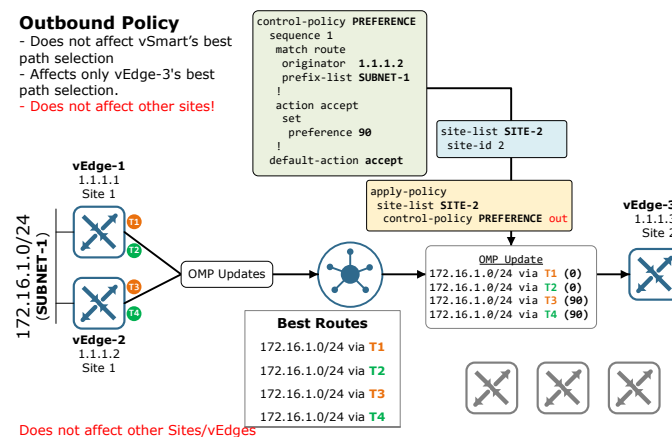 Outbound Policy
- Does not affect vSmart's best
path selection
- Affects only vEdge-3's best
path selection.
- Does not affect other sites!
control-policy PREFERENCE
sequence 1
match route
originator 1.1.1.2
prefix-list SUBNET-1
!
action accept
set
preference 90
!
default-action accept
site-list SITE-2
site-id 2
apply-policy
site-list SITE-2
control-policy PREFERENCE out
vEdge-1
1.1.1.1
Site 1
T1
T2
172.16.1.0/24
(SUBNET-1)
T3
T4
vEdge-2
1.1.1.2
Site 1
OMP Updates
OMP Update
172.16.1.0/24 via T1 (0)
172.16.1.0/24 via T2 (0)
172.16.1.0/24 via T3 (90)
172.16.1.0/24 via T4 (90)
vEdge-3
1.1.1.3
Site 2
Best Routes
172.16.1.0/24 via T1
172.16.1.0/24 via T2
172.16.1.0/24 via T3
172.16.1.0/24 via T4
Does not affect other Sites/vEdges